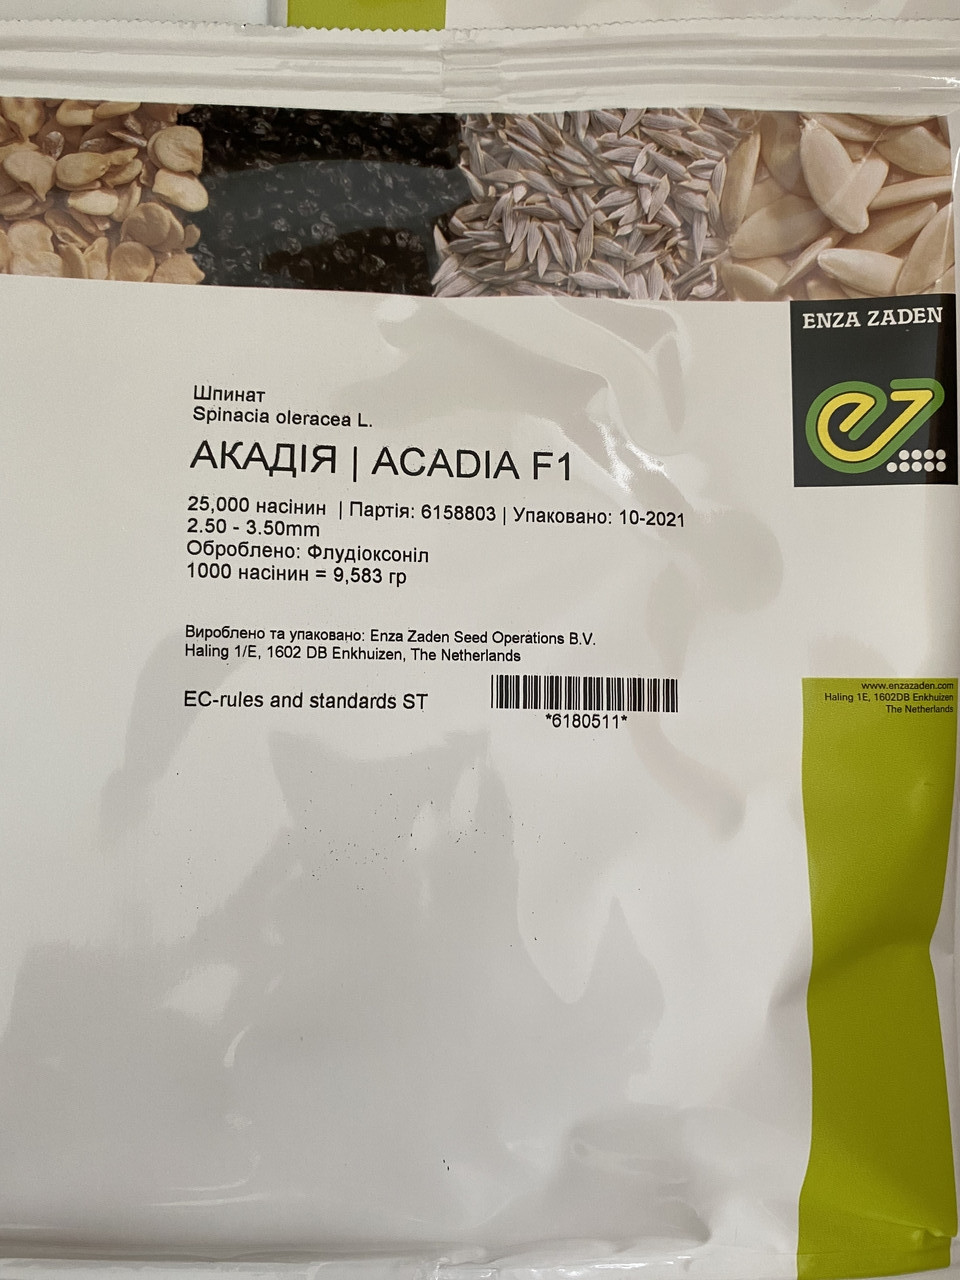 ENZA ZADEN
Шпинат
Spinacia oleracea L.
АКАДІЯ | ACADIA F1
25,000 насінин | Партія: 6158803 | Упаковано: 10-2021
2.50 - 3.50mm
Оброблено: Флудіоксоніл
1000 насінин = 9,583 гр
Вироблено та упаковано: Enza Zaden Seed Operations B.V.
Haling 1/E, 1602 DB Enkhuizen, The Netherlands
EC-rules and standards ST
*6180511*
www.enzazaden.com
Haling 1E, 1602DB Enkhuizen
The Netherlands